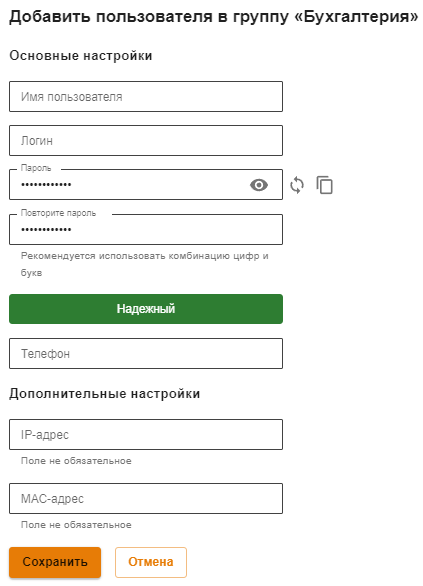 Добавить пользователя в группу «Бухгалтерия»
Основные настройки
Имя пользователя
Логин
Пароль
••••••••••••
Повторите пароль
••••••••••••
Рекомендуется использовать комбинацию цифр и
букв
Надежный
Телефон
Дополнительные настройки
IP-адрес
Поле не обязательное
MAC-адрес
Поле не обязательное
Сохранить
Отмена